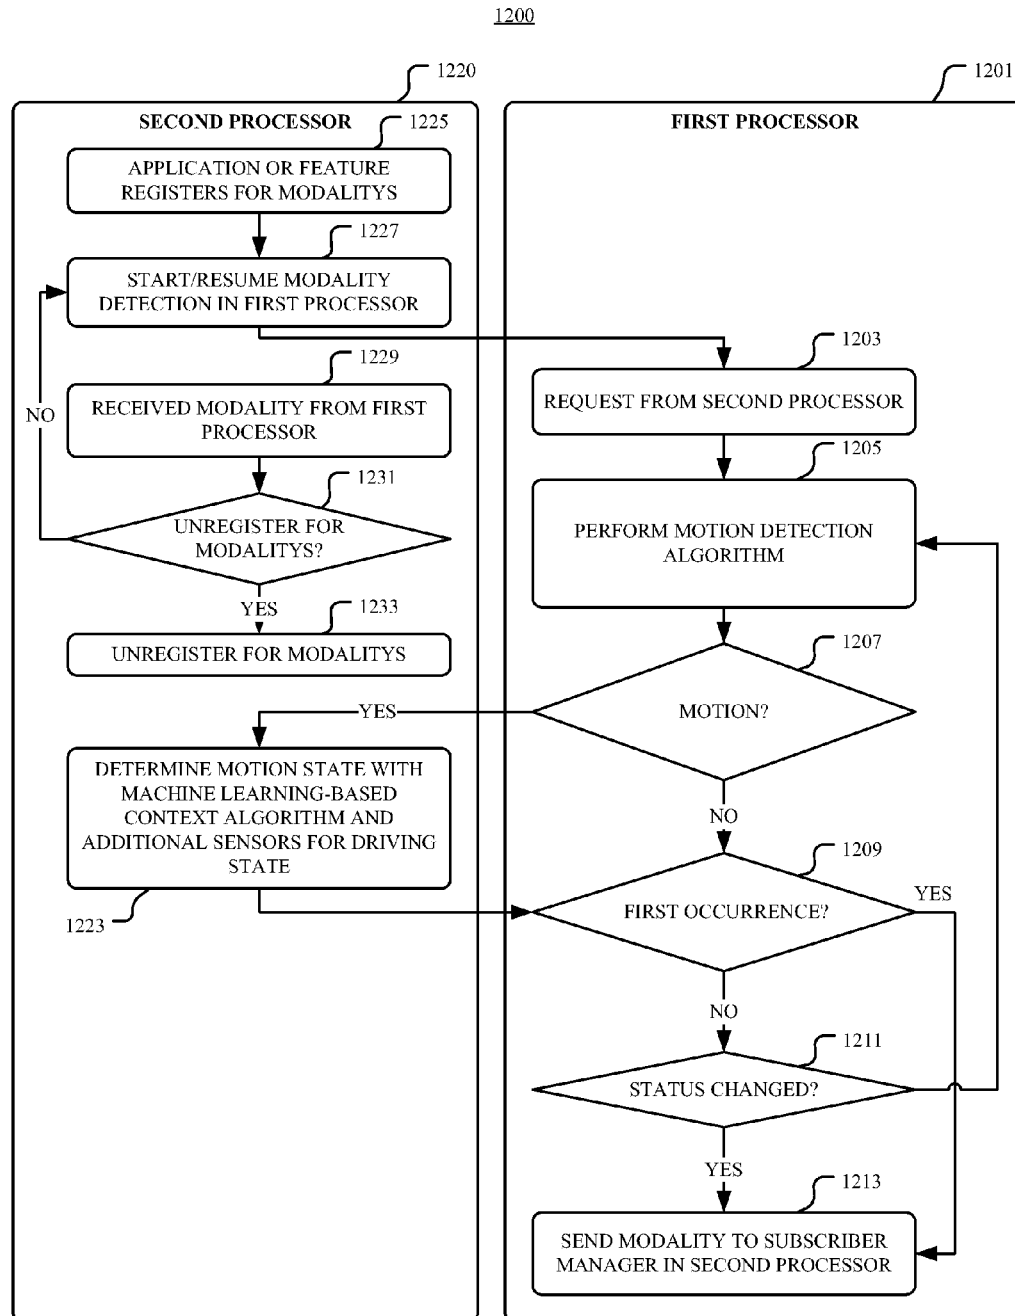 1200
1220
SECOND PROCESSOR
1225
APPLICATION OR FEATURE
REGISTERS FOR MODALITYS
1227
START/RESUME MODALITY
DETECTION IN FIRST PROCESSOR
1229
RECEIVED MODALITY FROM FIRST
PROCESSOR
NO
1231
UNREGISTER FOR
MODALITYS?
YES
1233
UNREGISTER FOR MODALITYS
YES
DETERMINE MOTION STATE WITH
MACHINE LEARNING-BASED
CONTEXT ALGORITHM AND
ADDITIONAL SENSORS FOR DRIVING
STATE
1223
1201
FIRST PROCESSOR
1203
REQUEST FROM SECOND PROCESSOR
1205
PERFORM MOTION DETECTION
ALGORITHM
1207
MOTION?
NO
1209
FIRST OCCURRENCE?
YES
NO
1211
STATUS CHANGED?
YES
1213
SEND MODALITY TO SUBSCRIBER
MANAGER IN SECOND PROCESSOR